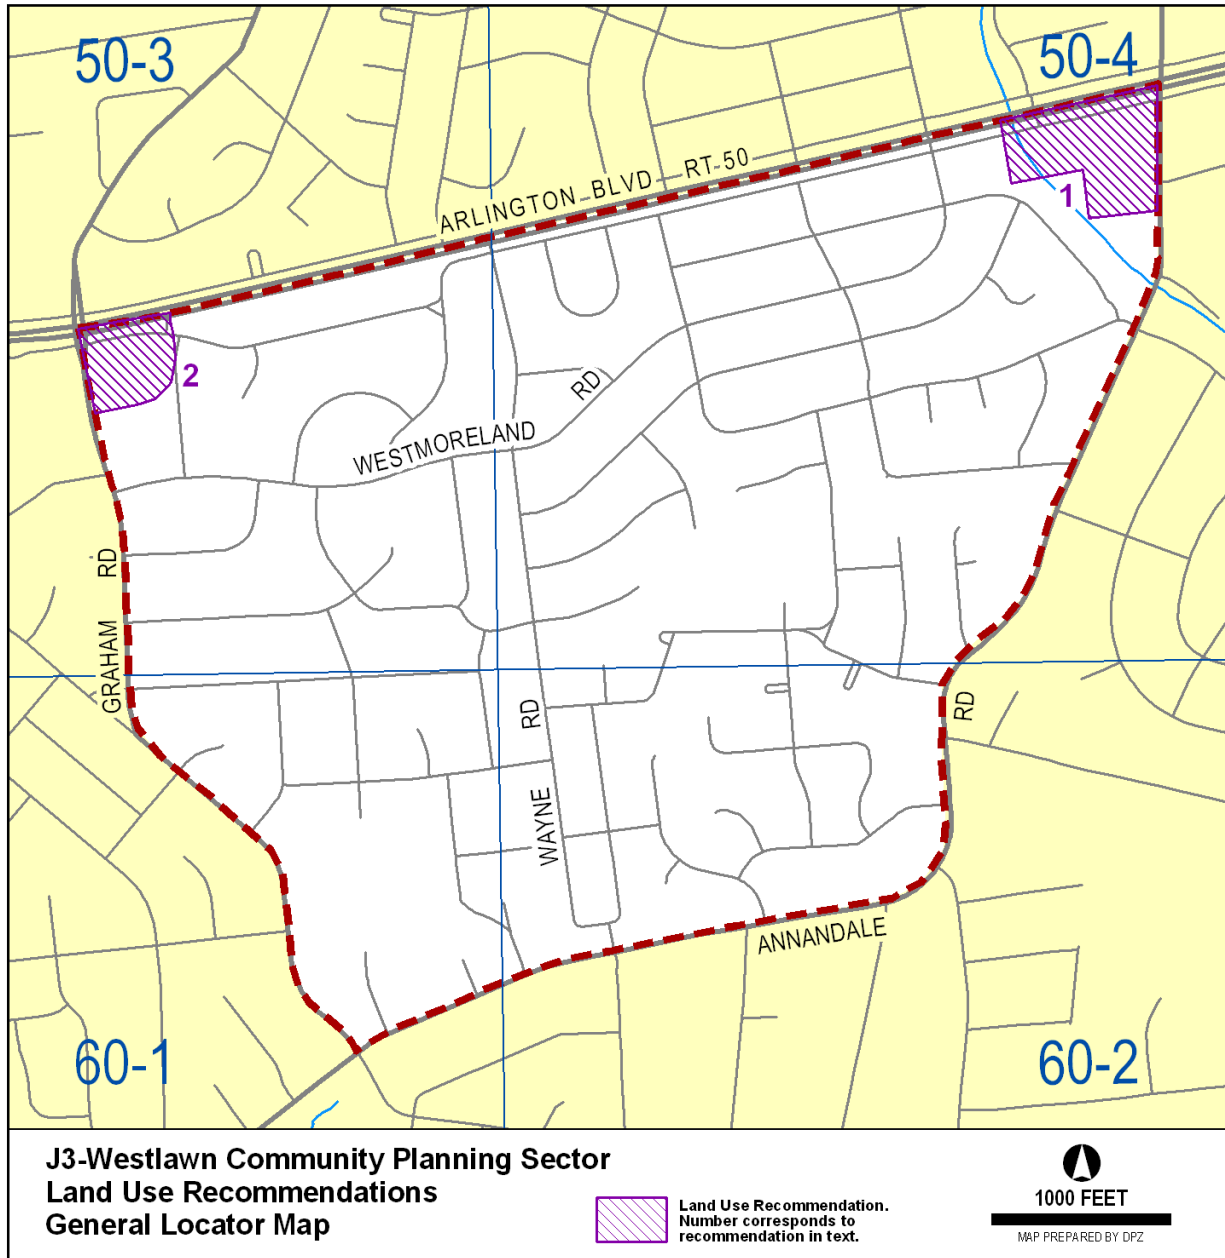 50-3
50-4
ARLINGTON BLVD RT 50
1
2
RD
WESTMORELAND
RD
GRAHAM
RD
RD
WAYNE
ANNANDALE
60-1
60-2
J3-Westlawn Community Planning Sector
Land Use Recommendations
General Locator Map
Land Use Recommendation.
Number corresponds to
recommendation in text.
1000 FEET
MAP PREPARED BY DPZ